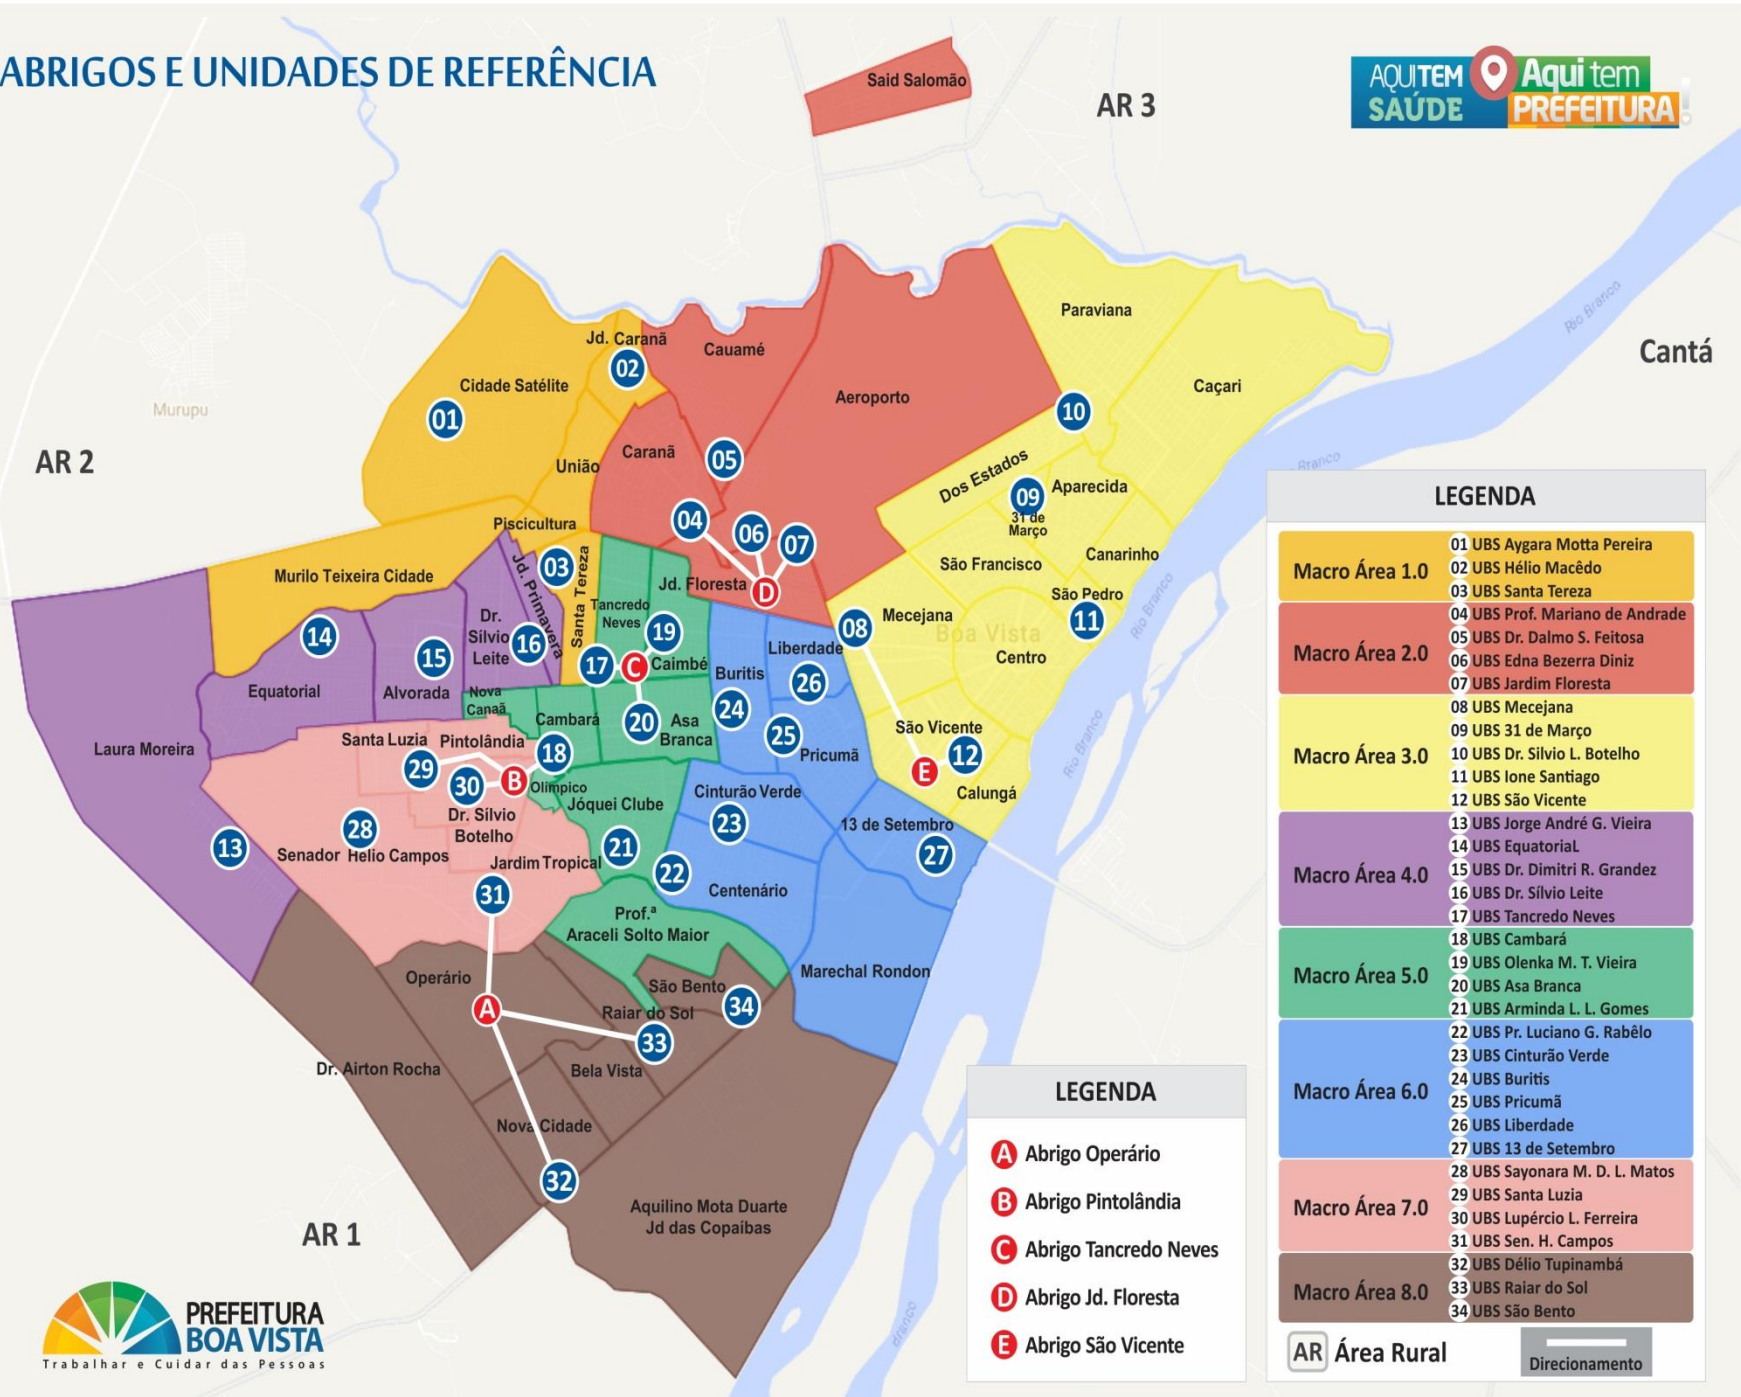 ABRIGOS E UNIDADES DE REFERÊNCIA
AQUI TEM
SAÚDE
Aqui tem
PREFEITURA!
Said Salomão
AR 3
Paraviana
Rio Branco
Cantá
Jd. Caranã
02
Cauamé
Cidade Satélite
01
Aeroporto
10
Caçari
Murupu
AR 2
União
Caranã
05
Dos Estados
09
Aparecida
31 de
Março
Branco
Piscicultura
04
06
07
Canarinho
São Francisco
Murilo Teixeira Cidade
Jd. Primavera
03
Santa Tereza
Jd. Floresta
D
Tancredo
Neves
São Pedro
11
Rio Branco
Mecejana
08
Boa Vista
Centro
14
15
Dr.
Sílvio
Leite
16
19
17
C
Caimbé
Liberdade
26
Buritis
24
Equatorial
Alvorada
Nova
Canaã
Cambará
20
Asa
Branca
25
Pricumã
São Vicente
12
E
Calungá
Rio Branco
Laura Moreira
Santa Luzia
Pintolândia
29
18
30
B
Olímpico
Dr. Sílvio
Botelho
Jóquei Clube
Cinturão Verde
23
13 de Setembro
27
13
28
Senador Helio Campos
Jardim Tropical
21
22
31
Centenário
Prof.ª
Araceli Solto Maior
Marechal Rondon
Operário
A
São Bento
34
Raiar do Sol
33
Dr. Airton Rocha
Bela Vista
Nova Cidade
32
Aquilino Mota Duarte
Jd das Copaíbas
AR 1
Branco
PREFEITURA
BOA VISTA
Trabalhar e Cuidar das Pessoas
LEGENDA
A Abrigo Operário
B Abrigo Pintolândia
C Abrigo Tancredo Neves
D Abrigo Jd. Floresta
E Abrigo São Vicente
LEGENDA
Macro Área 1.0
01 UBS Aygara Motta Pereira
02 UBS Hélio Macêdo
03 UBS Santa Tereza
Macro Área 2.0
04 UBS Prof. Mariano de Andrade
05 UBS Dr. Dalmo S. Feitosa
06 UBS Edna Bezerra Diniz
07 UBS Jardim Floresta
Macro Área 3.0
08 UBS Mecejana
09 UBS 31 de Março
10 UBS Dr. Silvio L. Botelho
11 UBS Ione Santiago
12 UBS São Vicente
Macro Área 4.0
13 UBS Jorge André G. Vieira
14 UBS EquatoriaL
15 UBS Dr. Dimitri R. Grandez
16 UBS Dr. Sílvio Leite
17 UBS Tancredo Neves
Macro Área 5.0
18 UBS Cambará
19 UBS Olenka M. T. Vieira
20 UBS Asa Branca
21 UBS Arminda L. L. Gomes
Macro Área 6.0
22 UBS Pr. Luciano G. Rabêlo
23 UBS Cinturão Verde
24 UBS Buritis
25 UBS Pricumã
26 UBS Liberdade
27 UBS 13 de Setembro
Macro Área 7.0
28 UBS Sayonara M. D. L. Matos
29 UBS Santa Luzia
30 UBS Lupércio L. Ferreira
31 UBS Sen. H. Campos
Macro Área 8.0
32 UBS Délio Tupinambá
33 UBS Raiar do Sol
34 UBS São Bento
AR Área Rural
Direcionamento